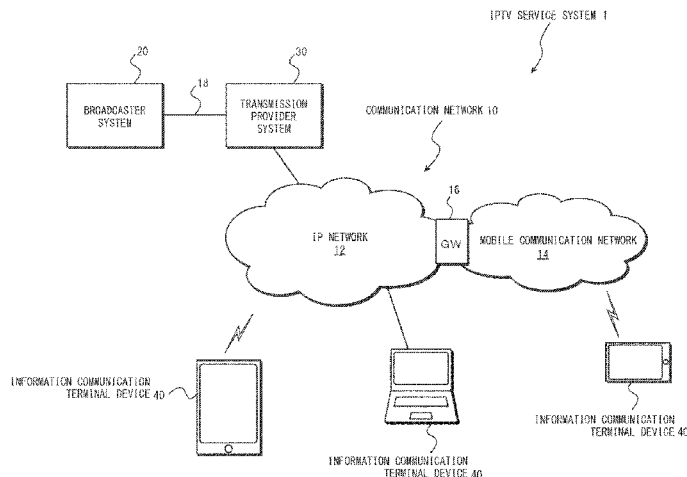 IPTV SERVICE SYSTEM 1
20
30
18
BROADCASTER
SYSTEM
TRANSMISSION
PROVIDER
SYSTEM
COMMUNICATION NETWORK 10
16
IP NETWORK
12
GW
MOBILE COMMUNICATION NETWORK
14
INFORMATION COMMUNICATION
TERMINAL DEVICE 40
INFORMATION COMMUNICATION
TERMINAL DEVICE 40
INFORMATION COMMUNICATION
TERMINAL DEVICE 40